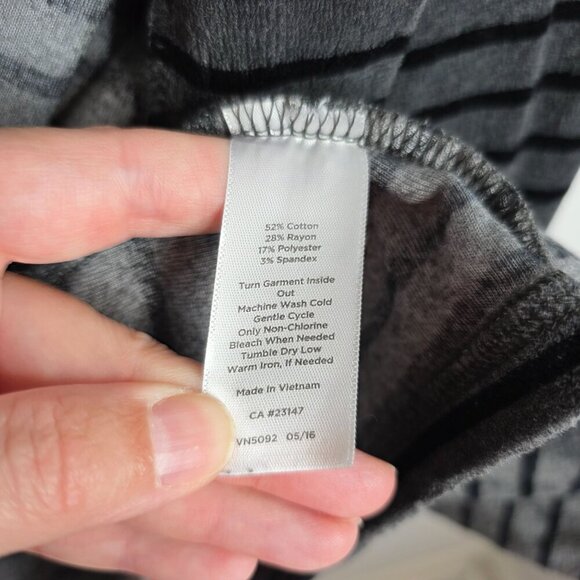 52% Cotton
28% Rayon
17% Polyester
3% Spandex
Turn Garment Inside
Out
Machine Wash Cold
Gentle Cycle
Only Non-Chlorine
Bleach When Needed
Tumble Dry Low
Warm Iron, If Needed
Made in Vietnam
CA #23147
VN5092 05/16